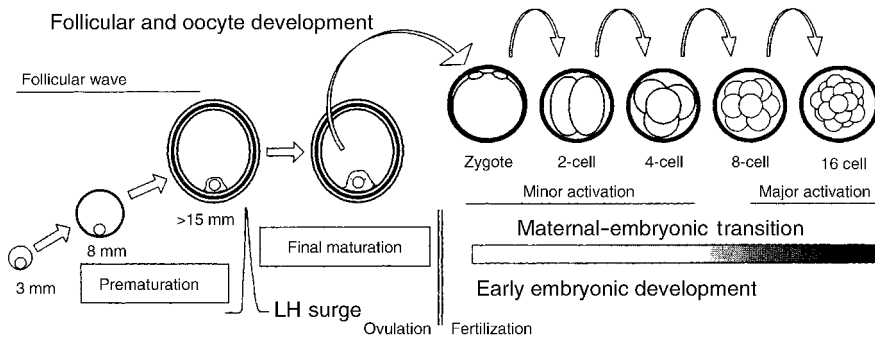 Follicular and oocyte development
Follicular wave
Zygote 2-cell 4-cell 8-cell 16 cell
Minor activation Major activation
>15 mm
Maternal-embryonic transition
8 mm
Final maturation
3 mm
Prematuration
Early embryonic development
LH surge
Ovulation Fertilization